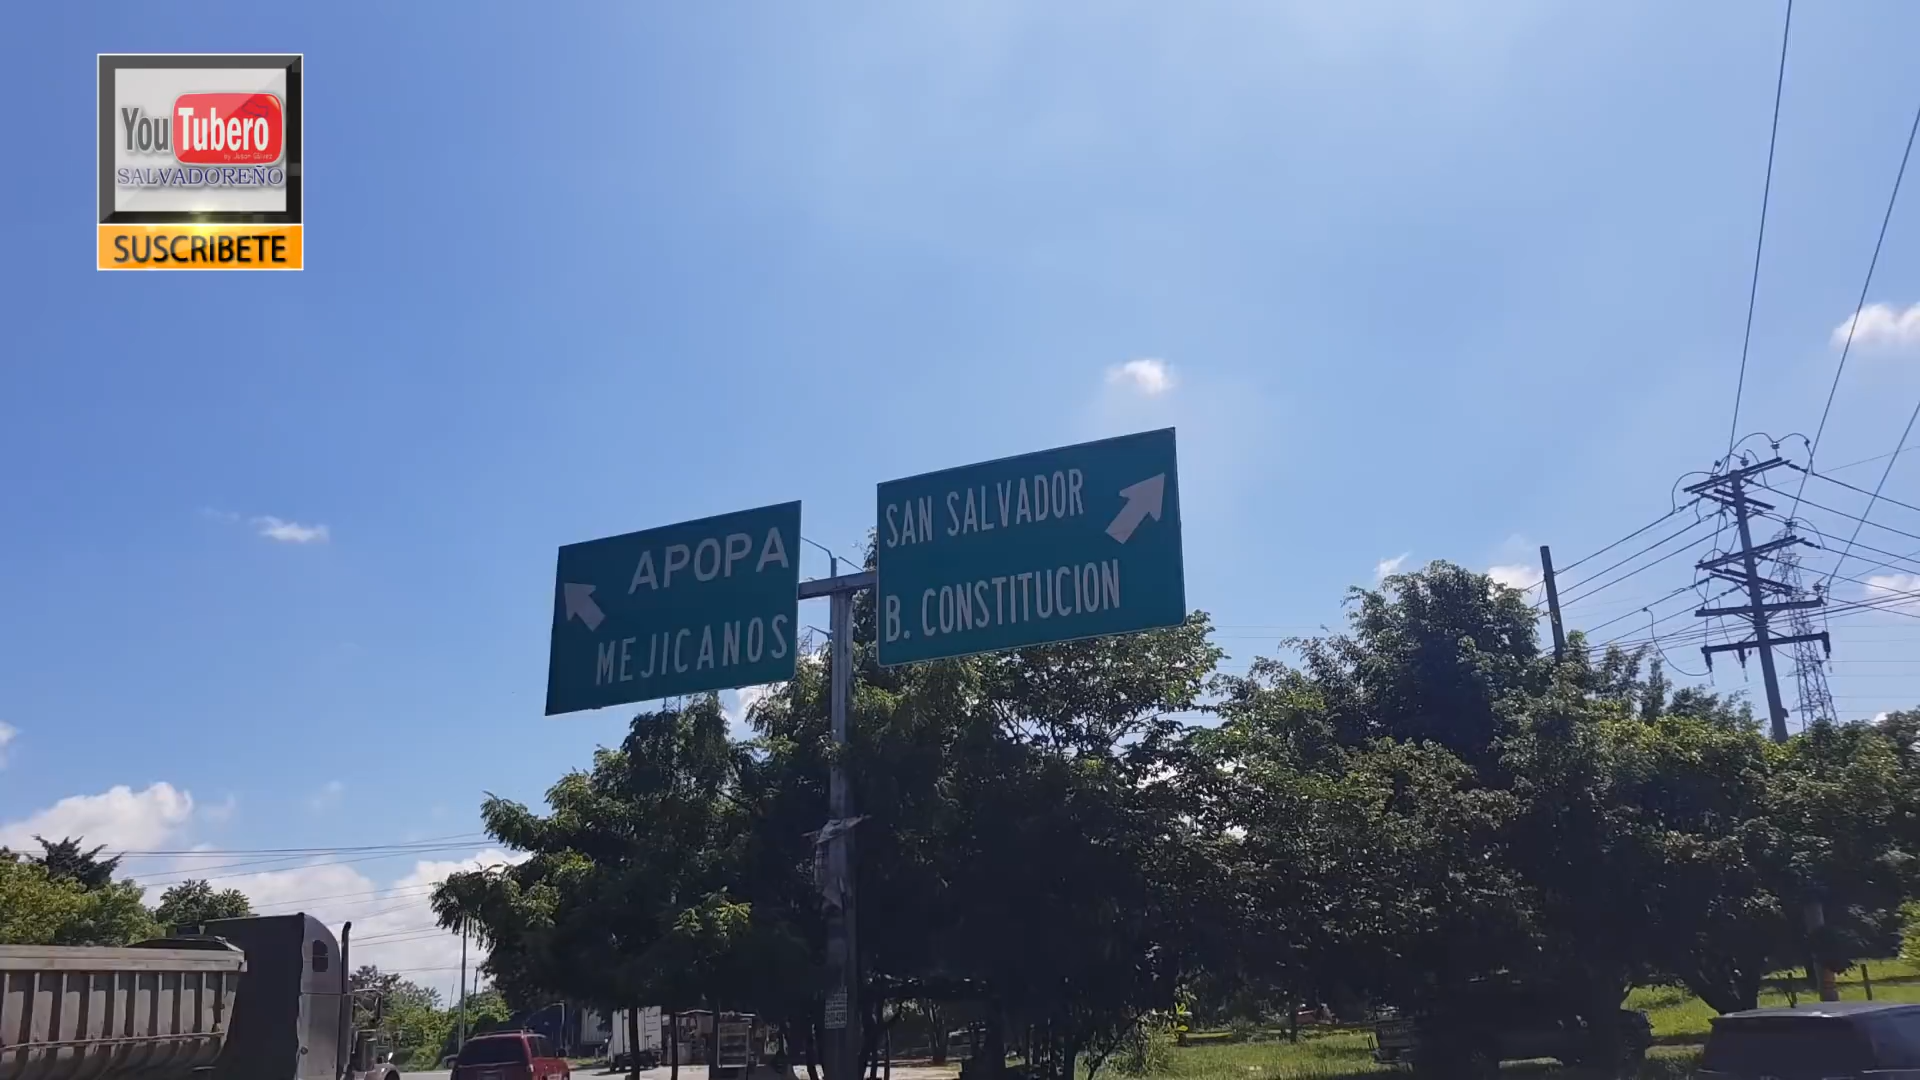 YouTubero
SALVADOREÑO
SUSCRIBETE
APOPA
MEJICANOS
SAN SALVADOR
B. CONSTITUCION